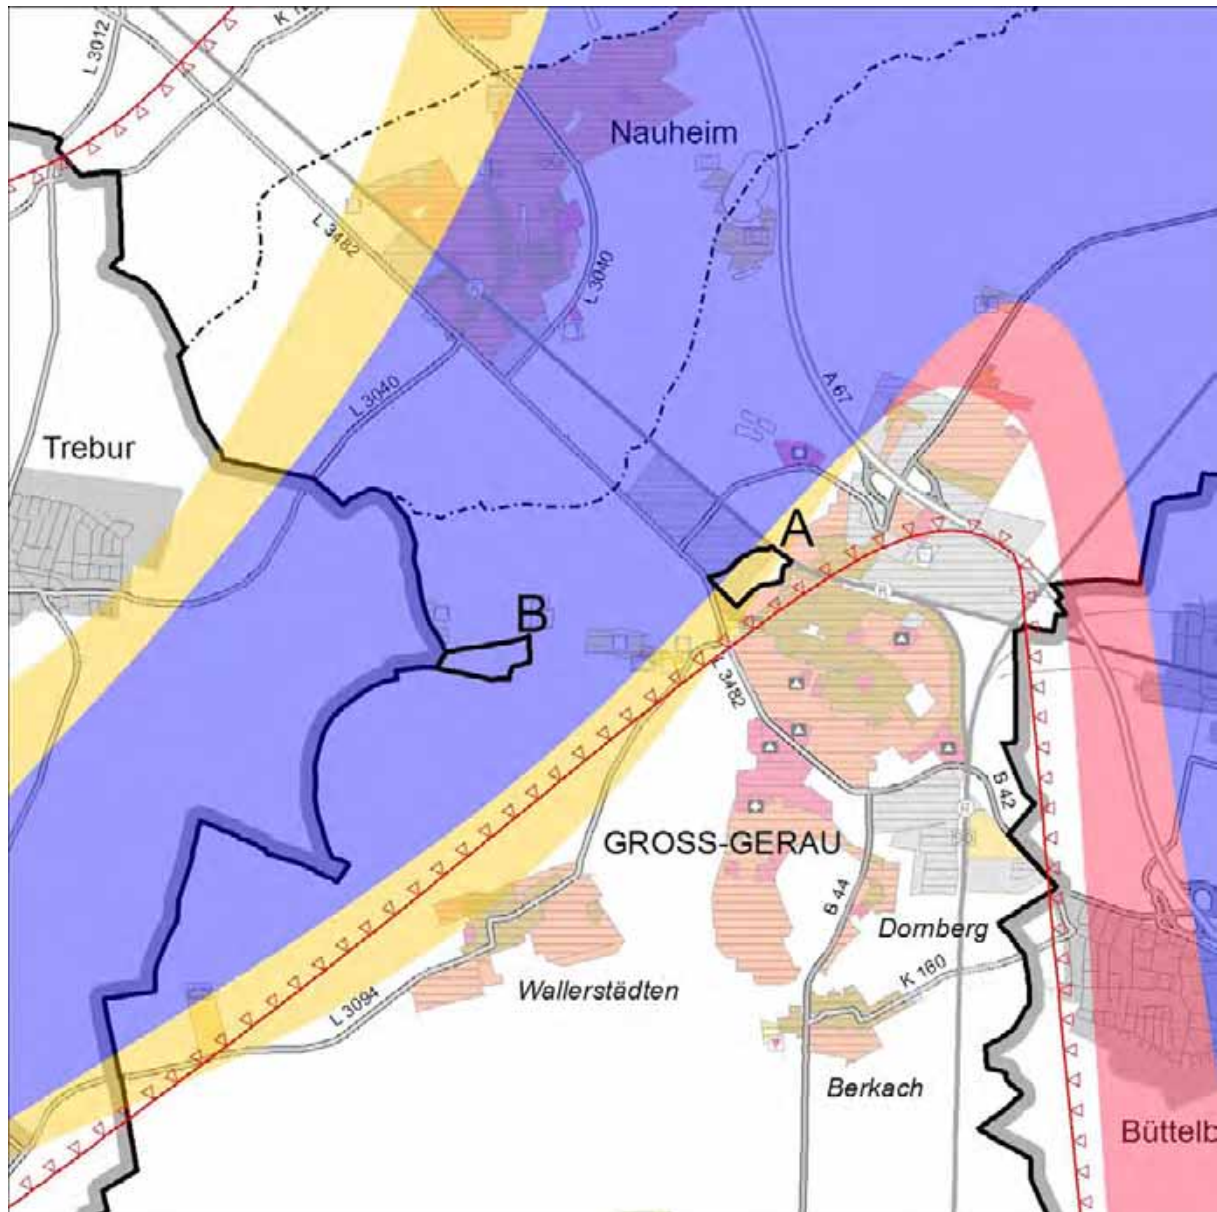 L 3012
Nauheim
L 3482
L 3040
L 3040
A 67
Trebur
A
B
L 3482
B 42
GROSS-GERAU
B 44
Dornberg
K 160
Wallerstädten
L 3094
Berkach
Büttelb